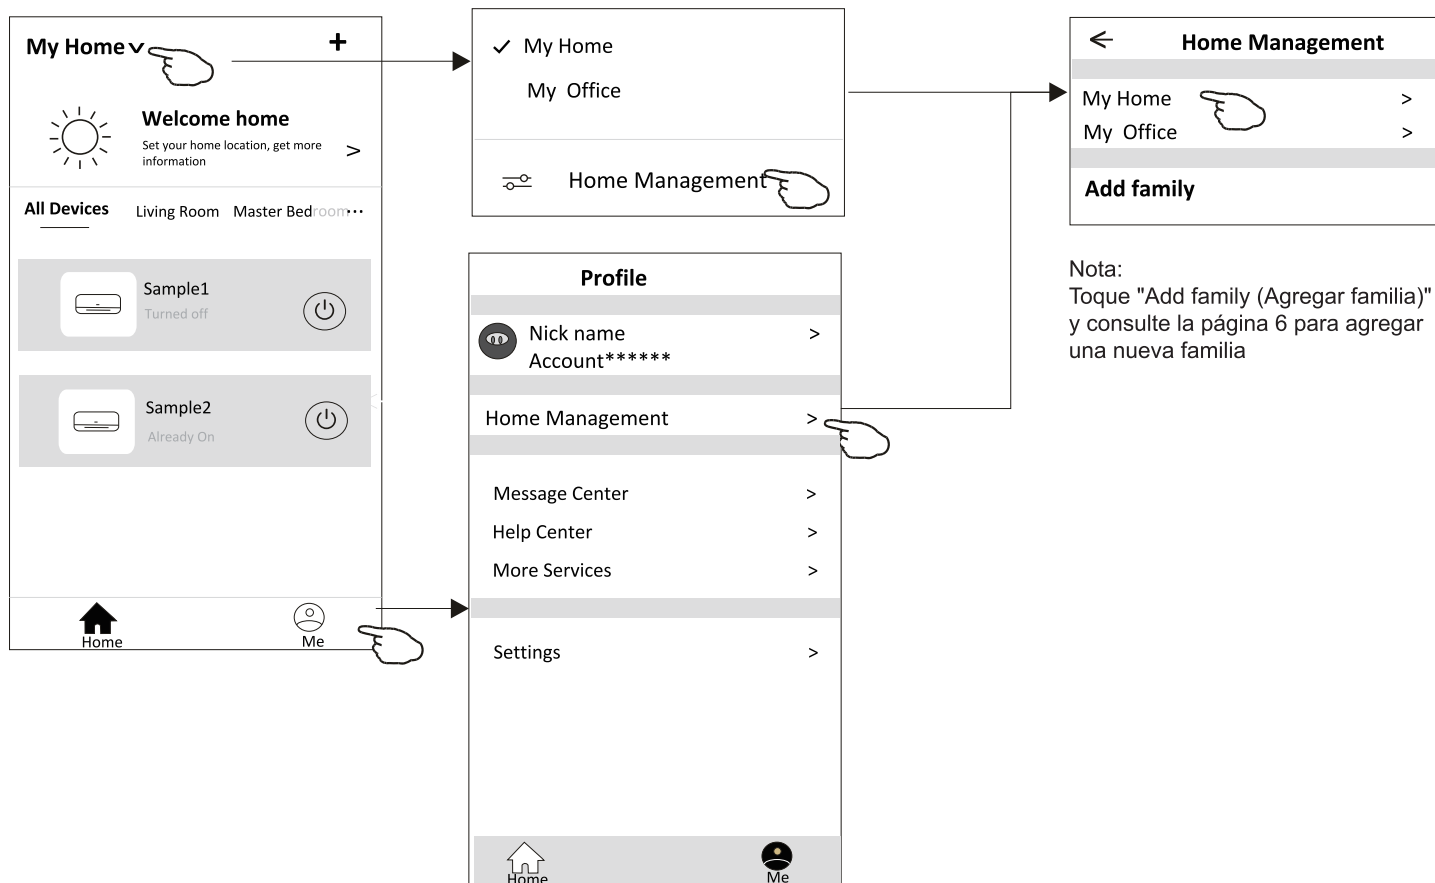 My Home
+
Welcome home
Set your home location, get more
information
>
All Devices
Living Room
Master Bedroom
...
Sample1
Turned off
Sample2
Already On
Home
Me
✓ My Home
My Office
Home Management
Profile
Nick name >
Account******
Home Management >
Message Center >
Help Center >
More Services >
Settings >
Home
Me
Home Management
My Home >
My Office >
Add family
Nota:
Toque "Add family (Agregar familia)"
y consulte la página 6 para agregar
una nueva familia